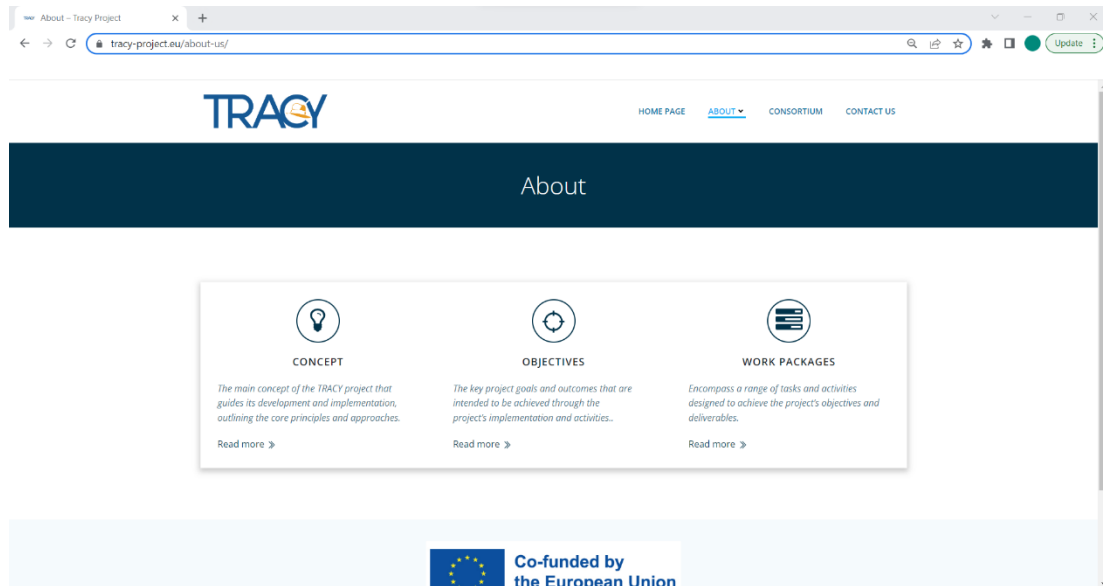 About – Tracy Project
tracy-project.eu/about-us/
Update
TRACY
HOME PAGE ABOUT CONSORTIUM CONTACT US
About
CONCEPT
The main concept of the TRACY project that
guides its development and implementation,
outlining the core principles and approaches.
Read more
OBJECTIVES
The key project goals and outcomes that are
intended to be achieved through the
project's implementation and activities..
Read more
WORK PACKAGES
Encompass a range of tasks and activities
designed to achieve the project's objectives and
deliverables.
Read more
Co-funded by
the European Union